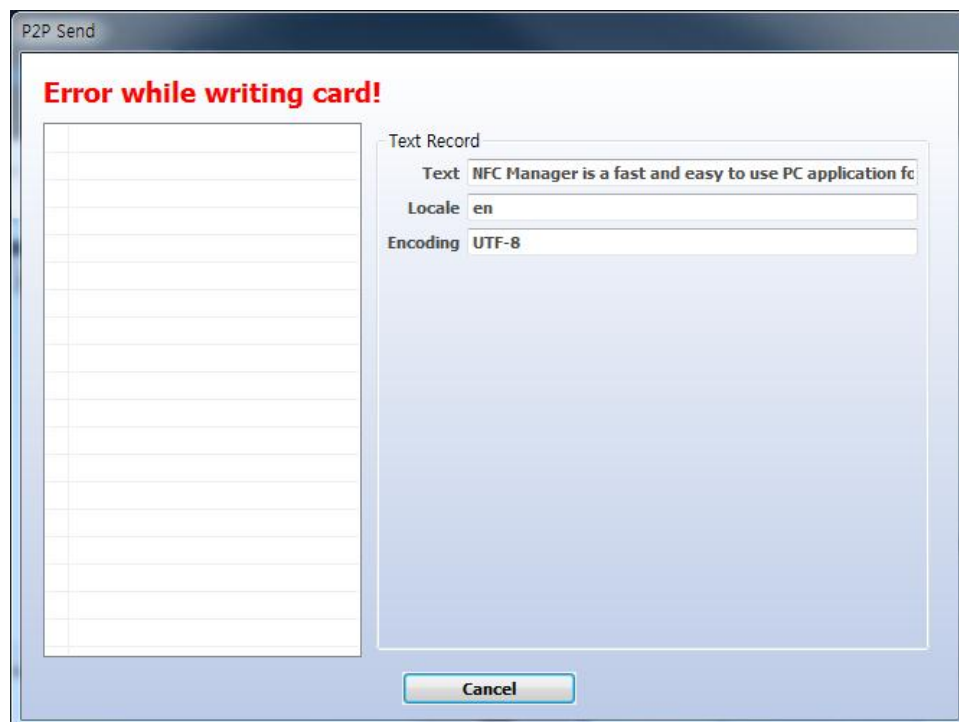 P2P Send
Error while writing card!
Text Record
Text NFC Manager is a fast and easy to use PC application fo
Locale en
Encoding UTF-8
Cancel